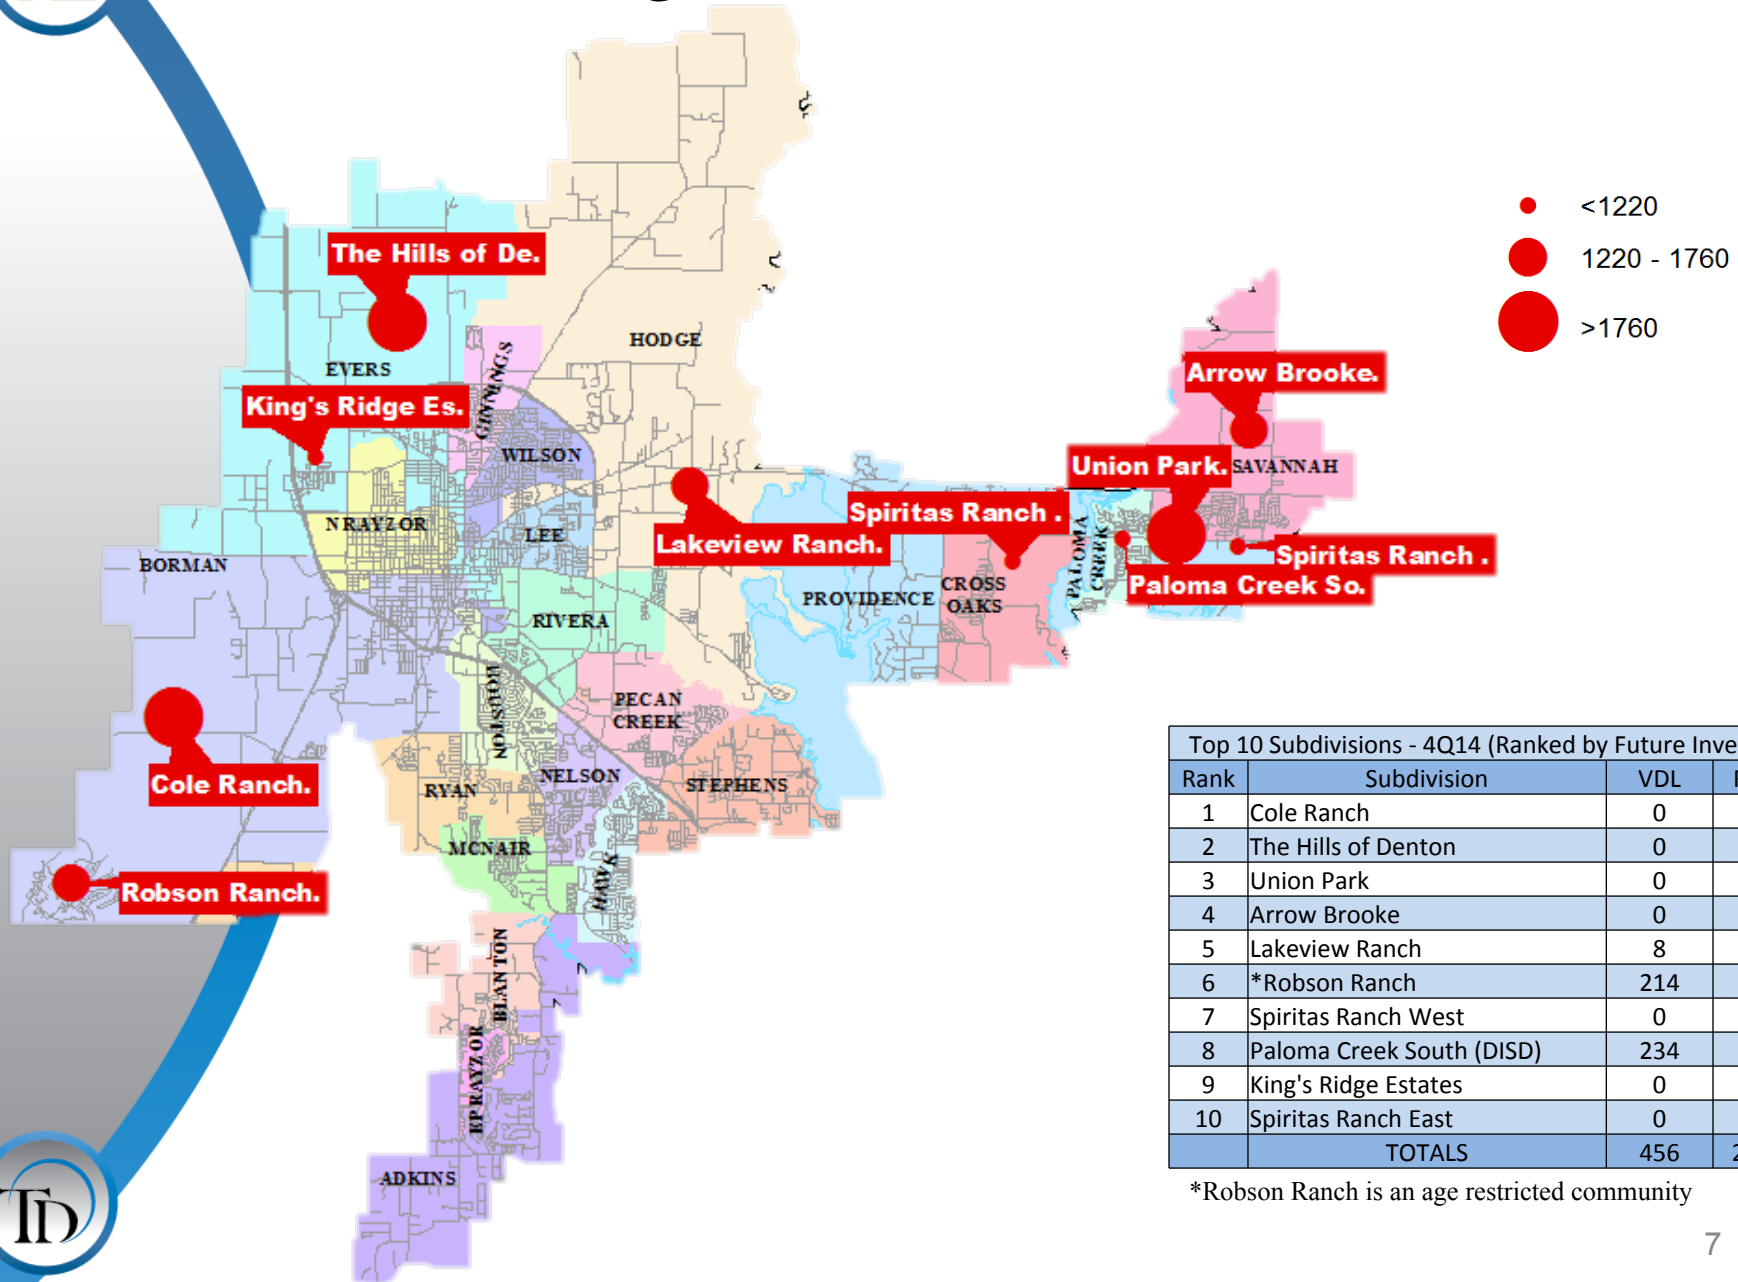 <1220
1220 - 1760
>1760
The Hills of De.
HODGE
EVERS
GINNINGS
King's Ridge Es.
WILSON
Arrow Brooke.
Union Park.
SAVANNAH
N RAYZOR
LEE
Lakeview Ranch.
Spiritas Ranch .
PALOMA
CREEK
Spiritas Ranch .
Paloma Creek So.
BORMAN
RIVERA
PROVIDENCE
CROSS
OAKS
HOUSTON
PECAN
CREEK
Cole Ranch.
RYAN
NELSON
STEPHENS
MCNAIR
HAWK
Robson Ranch.
BLANTON
EP RAYZOR
ADKINS
Top 10 Subdivisions - 4Q14 (Ranked by Future Inve
Rank Subdivision VDL
1 Cole Ranch 0
2 The Hills of Denton 0
3 Union Park 0
4 Arrow Brooke 0
5 Lakeview Ranch 8
6 *Robson Ranch 214
7 Spiritas Ranch West 0
8 Paloma Creek South (DISD) 234
9 King's Ridge Estates 0
10 Spiritas Ranch East 0
TOTALS 456 2
*Robson Ranch is an age restricted community
TD
7